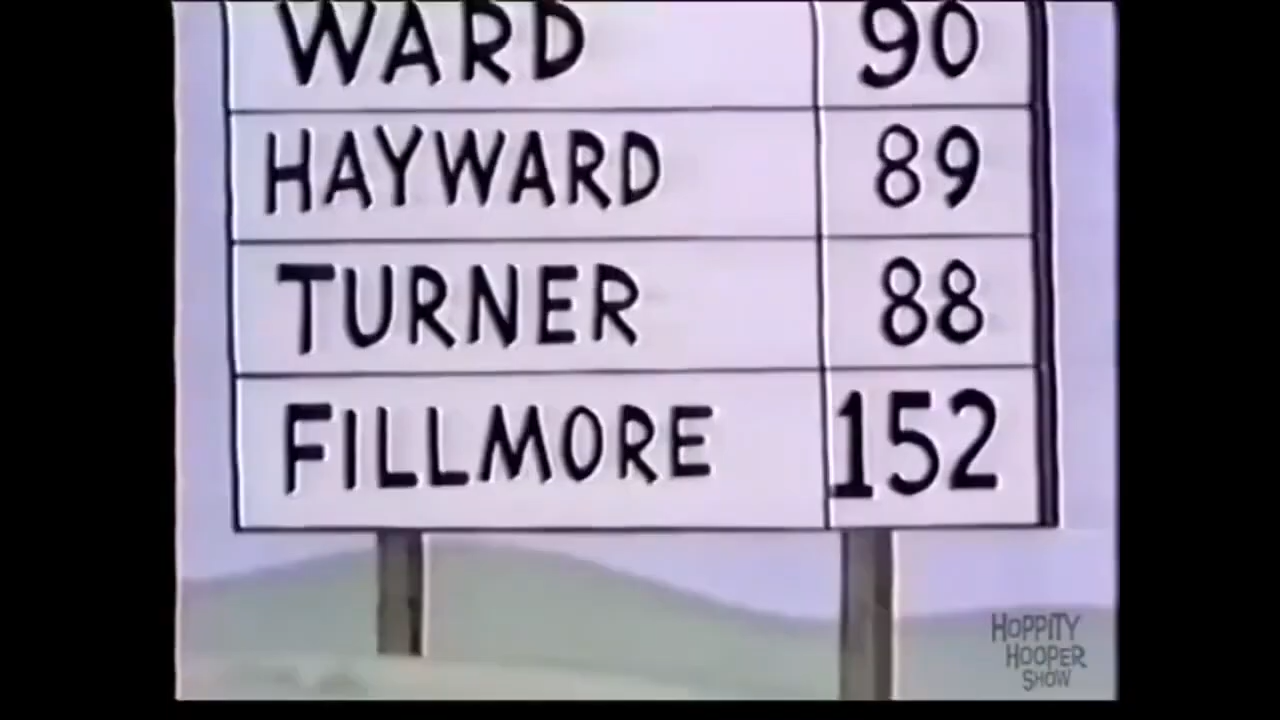 WARD 90
HAYWARD 89
TURNER 88
FILLMORE 152
HOPPITY
HOOPER
SHOW